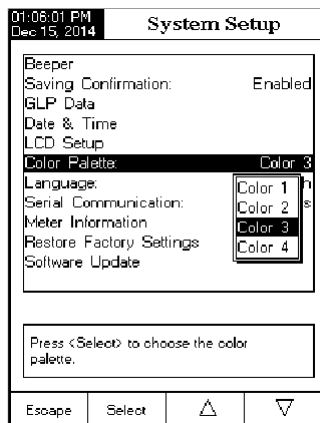 01:06:01 PM
Dec 15, 2014
System Setup
Beeper
Saving Confirmation: Enabled
GLP Data
Date & Time
LCD Setup
Color Palette: Color 3
Language: h
Serial Communication: s
Meter Information
Restore Factory Settings
Software Update
Color 1
Color 2
Color 3
Color 4
Press <Select> to choose the color
palette.
Escape Select